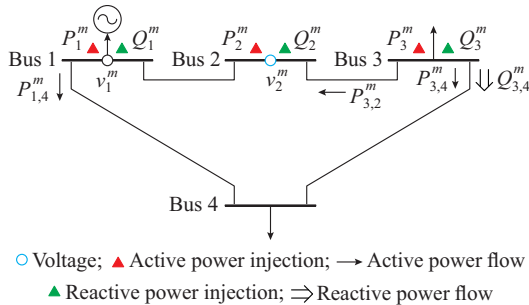 P_1^m Q_1^m P_2^m Q_2^m P_3^m Q_3^m
Bus 1 Bus 2 Bus 3
v_1^m v_2^m
P_{1,4}^m P_{3,2}^m P_{3,4}^m Q_{3,4}^m
Bus 4
Voltage; Active power injection; Active power flow
Reactive power injection; Reactive power flow